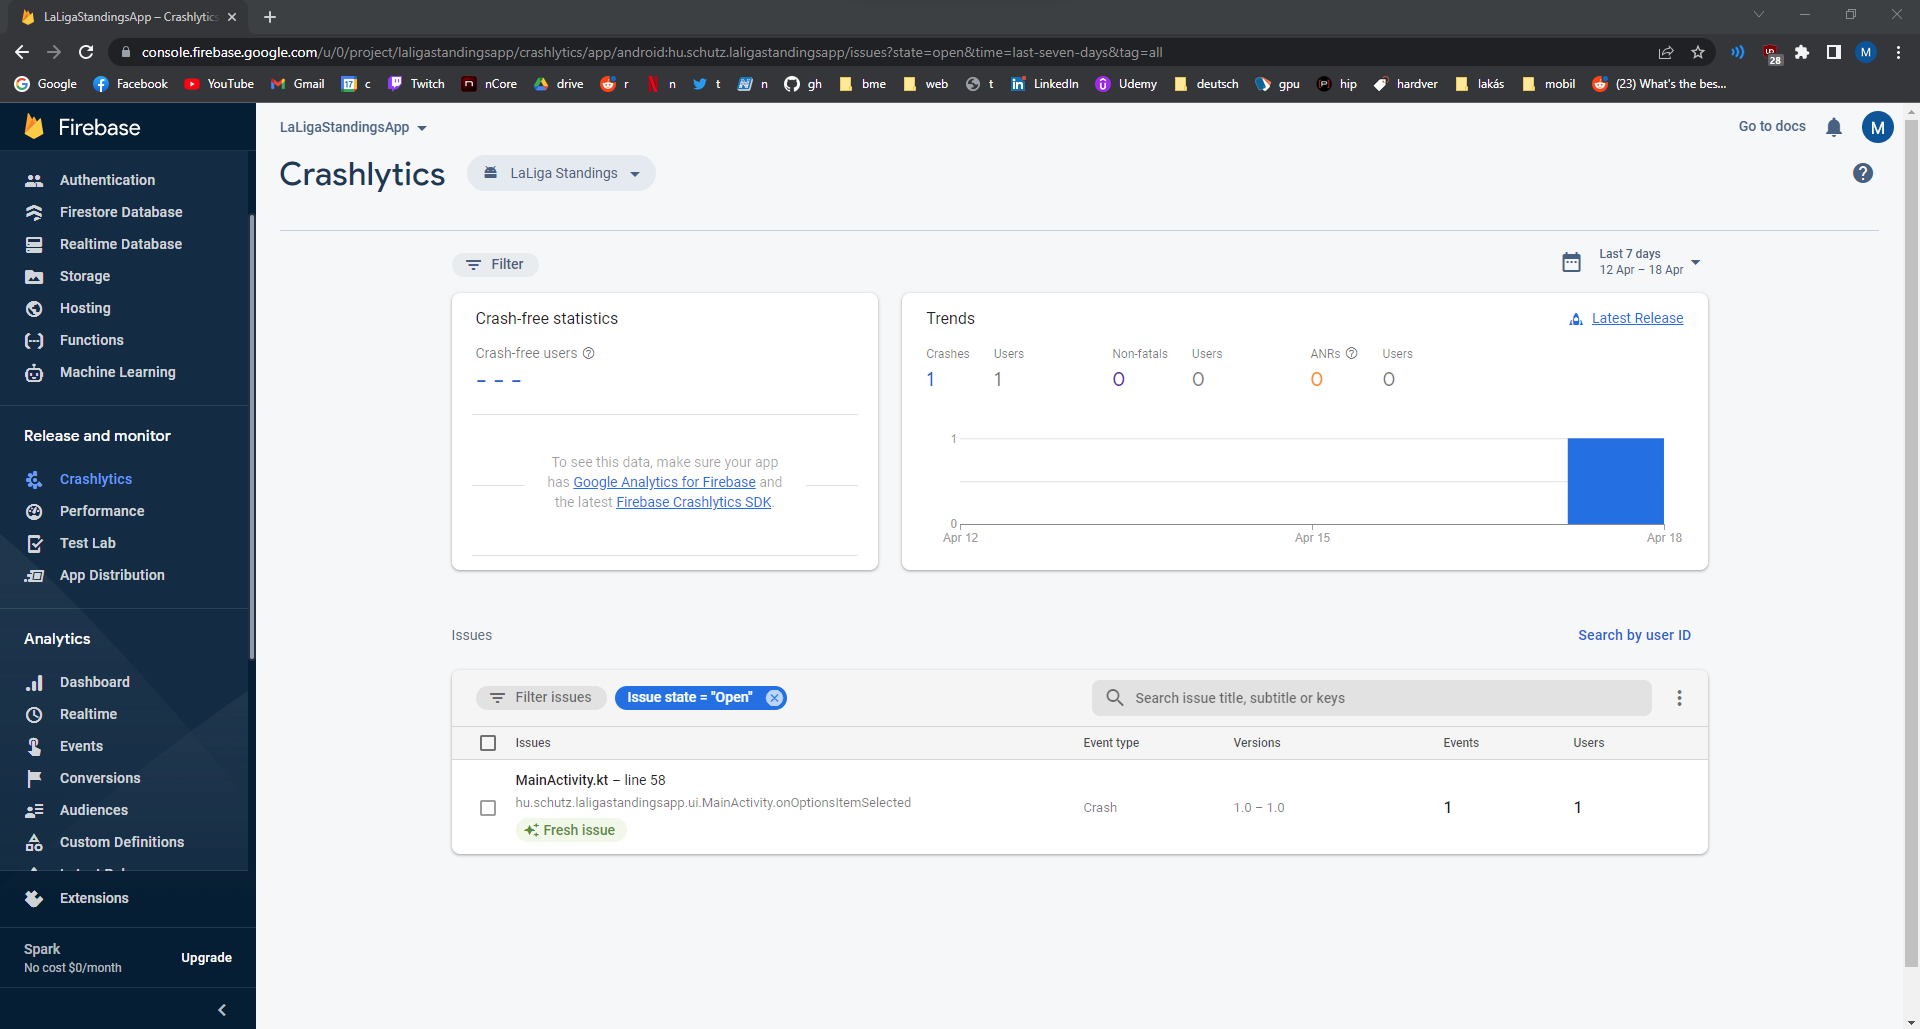 LaLigaStandingsApp – Crashlytics
console.firebase.google.com/u/0/project/laligastandingsapp/crashlytics/app/android:hu.schutz.laligastandingsapp/issues?state=open&time=last-seven-days&tag=all
28
M
Google
Facebook
YouTube
Gmail
17
c
Twitch
nCore
drive
r
n
t
n
gh
bme
web
t
LinkedIn
Udemy
deutsch
gpu
hip
hardver
lakás
mobil
(23) What's the bes...
Firebase
Authentication
Firestore Database
Realtime Database
Storage
Hosting
Functions
Machine Learning
Release and monitor
Crashlytics
Performance
Test Lab
App Distribution
Analytics
Dashboard
Realtime
Events
Conversions
Audiences
Custom Definitions
Extensions
Spark
No cost $0/month
Upgrade
LaLigaStandingsApp
Go to docs
M
Crashlytics
LaLiga Standings
Filter
Last 7 days
12 Apr – 18 Apr
Crash-free statistics
Crash-free users
– – –
To see this data, make sure your app
has Google Analytics for Firebase and
the latest Firebase Crashlytics SDK.
Trends
Latest Release
Crashes Users Non-fatals Users ANRs Users
1 1 0 0 0 0
1
0
Apr 12 Apr 15 Apr 18
Issues
Search by user ID
Filter issues
Issue state = "Open"
Search issue title, subtitle or keys
Issues Event type Versions Events Users
MainActivity.kt – line 58
hu.schutz.laligastandingsapp.ui.MainActivity.onOptionsItemSelected
Crash 1.0 – 1.0 1 1
Fresh issue